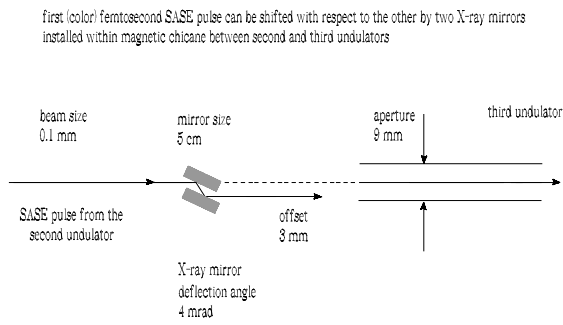 first (color) femtosecond SASE pulse can be shifted with respect to the other by two X-ray mirrors
installed within magnetic chicane between second and third undulators
beam size
0.1 mm
mirror size
5 cm
aperture
9 mm
third undulator
SASE pulse from the
second undulator
offset
3 mm
X-ray mirror
deflection angle
4 mrad